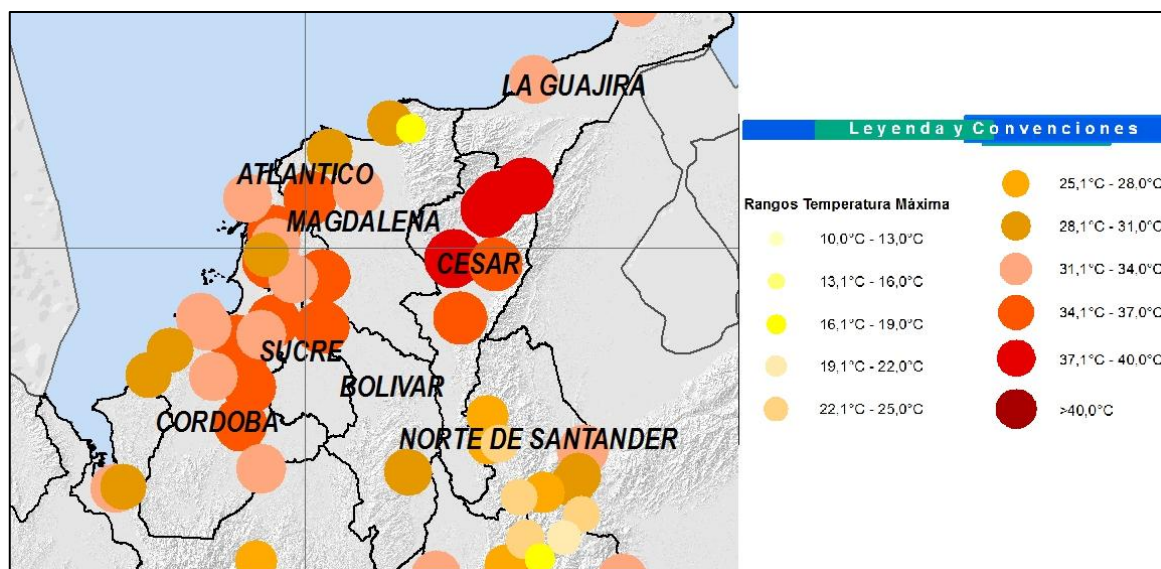 LA GUAJIRA
ATLANTICO
MAGDALENA
CESAR
SUCRE
BOLIVAR
CORDOBA
NORTE DE SANTANDER
Leyenda y Convenciones
Rangos Temperatura Màxima
10.0°C - 13,0°C
13,1°C - 16,0°C
16,1°C - 19,0°C
19,1°C - 22,0°C
22,1°C - 25,0°C
25,1°C - 28,0°C
28,1°C - 31,0°C
31,1°C - 34,0°C
34,1°C - 37,0°C
37,1°C - 40,0°C
>40,0°C